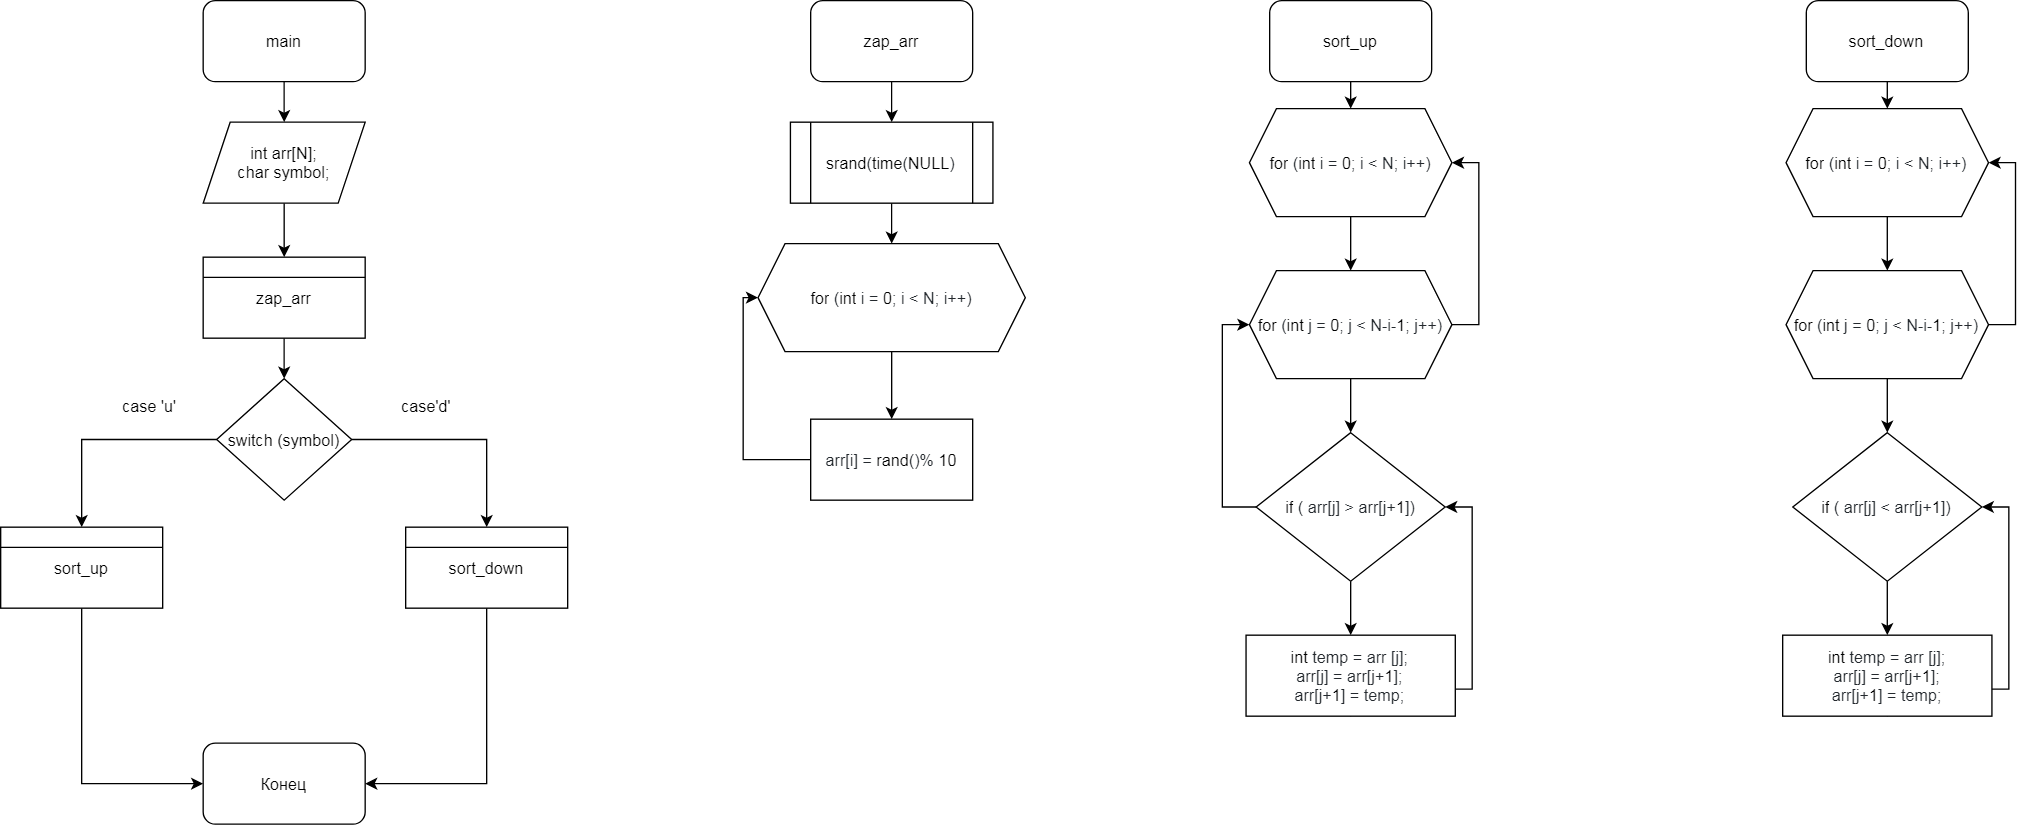 main
int arr[N];
char symbol;
zap_arr
case 'u'
case'd'
switch (symbol)
sort_up
sort_down
Конец
zap_arr
srand(time(NULL)
for (int i = 0; i < N; i++)
arr[i] = rand()% 10
sort_up
for (int i = 0; i < N; i++)
for (int j = 0; j < N-i-1; j++)
if ( arr[j] > arr[j+1])
int temp = arr [j];
arr[j] = arr[j+1];
arr[j+1] = temp;
sort_down
for (int i = 0; i < N; i++)
for (int j = 0; j < N-i-1; j++)
if ( arr[j] < arr[j+1])
int temp = arr [j];
arr[j] = arr[j+1];
arr[j+1] = temp;